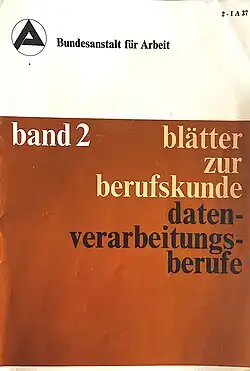 2 - I A 37
Bundesanstalt für Arbeit
band 2
blätter
zur
berufskunde
daten-
verarbeitungs-
berufe